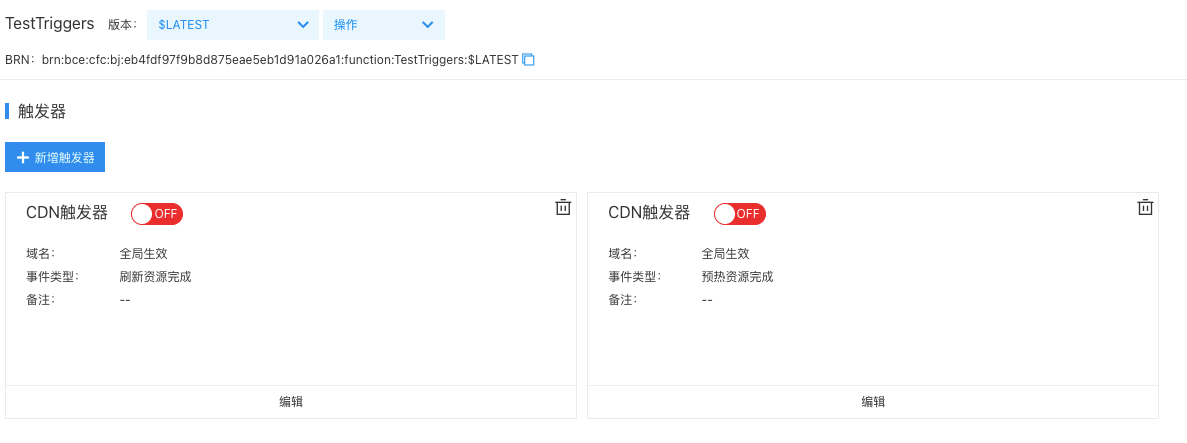 TestTriggers 版本： $LATEST 操作
BRN：brn:bce:cfc:bj:eb4fdf97f9b8d875eae5eb1d91a026a1:function:TestTriggers:$LATEST
触发器
新增触发器
CDN触发器 OFF
域名： 全局生效
事件类型： 刷新资源完成
备注： --
编辑
CDN触发器 OFF
域名： 全局生效
事件类型： 预热资源完成
备注： --
编辑